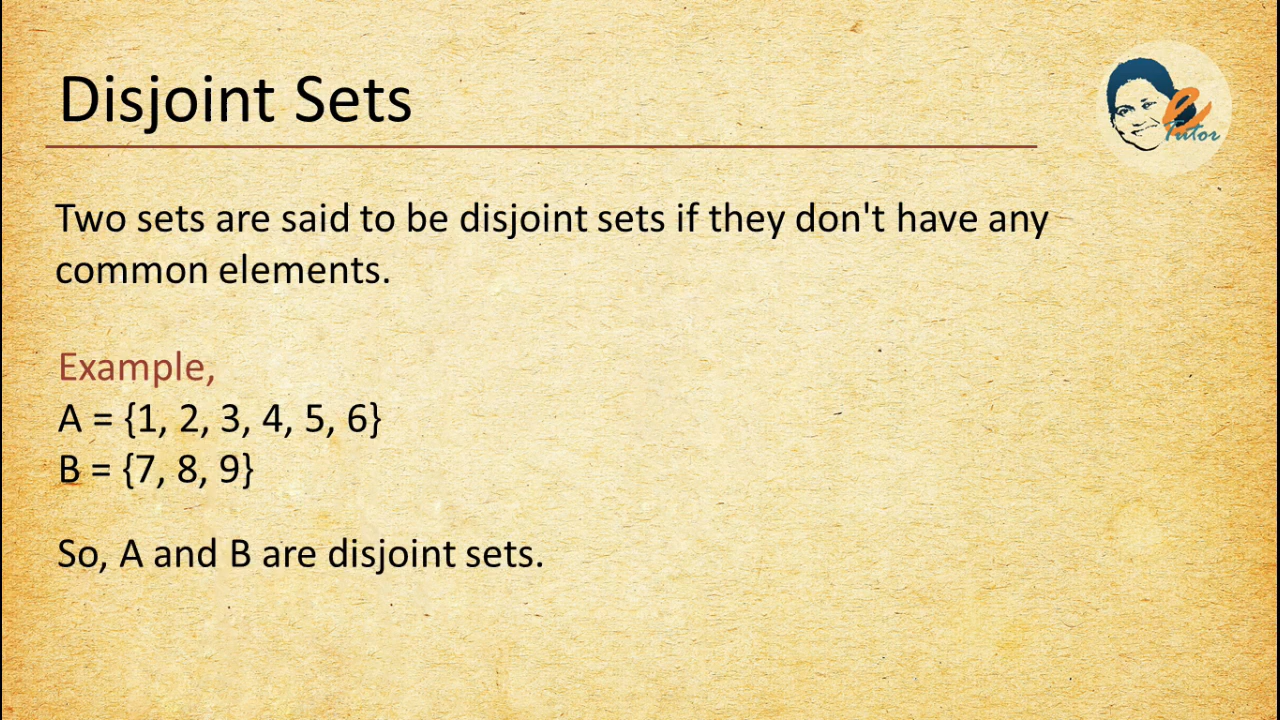 Disjoint Sets
e
Tutor
Two sets are said to be disjoint sets if they don't have any
common elements.
Example,
A = {1, 2, 3, 4, 5, 6}
B = {7, 8, 9}
So, A and B are disjoint sets.